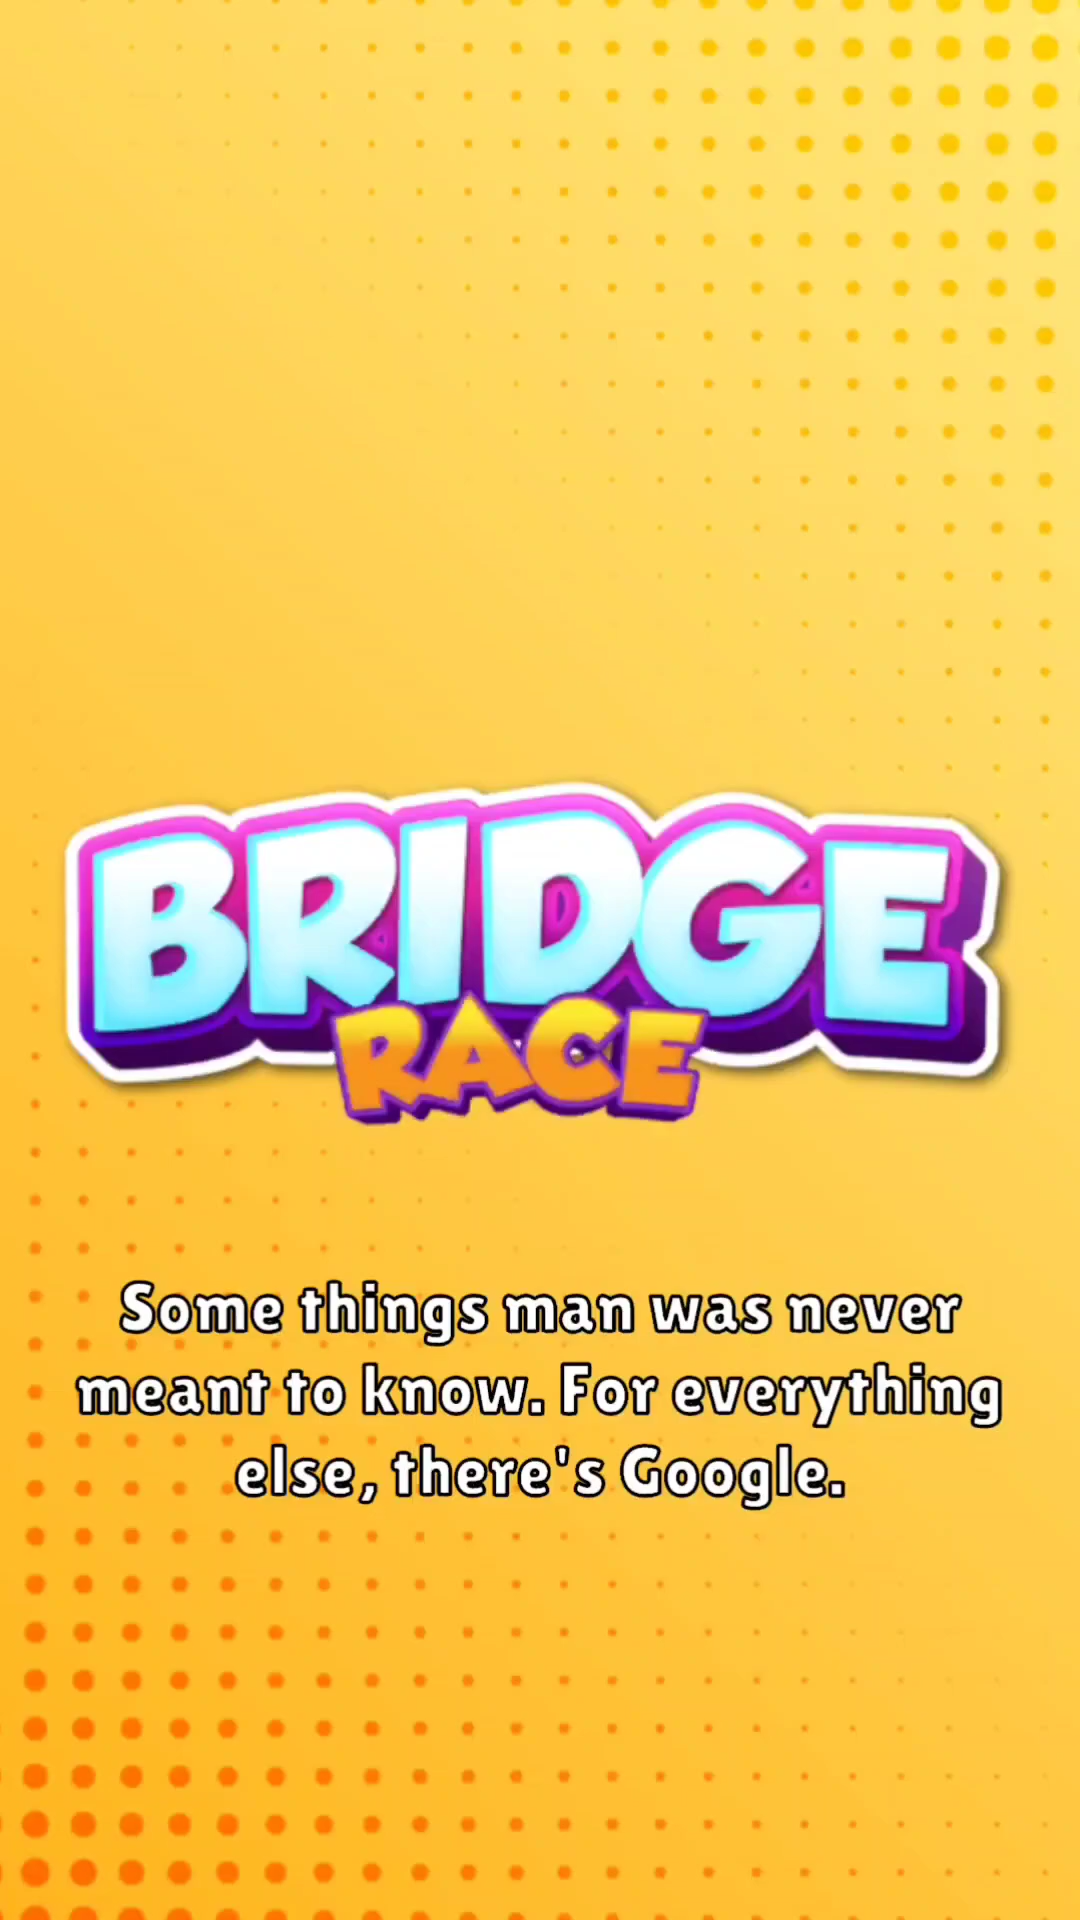 BRIDGE
RACE
Some things man was never
meant to know. For everything
else, there's Google.